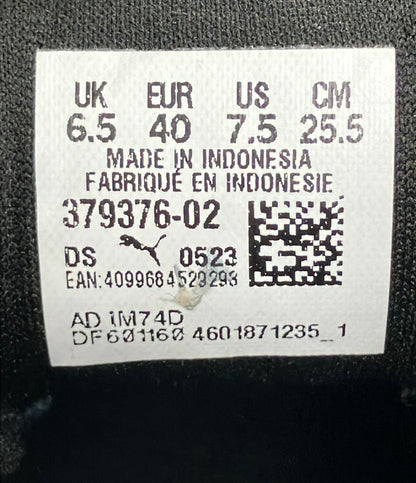 UK EUR US CM
6.5 40 7.5 25.5
MADE IN INDONESIA
FABRIQUÉ EN INDONESIE
379376-02
DS 0523
EAN:4099684529298
AD 1M74D
DF601160 4601871235_1